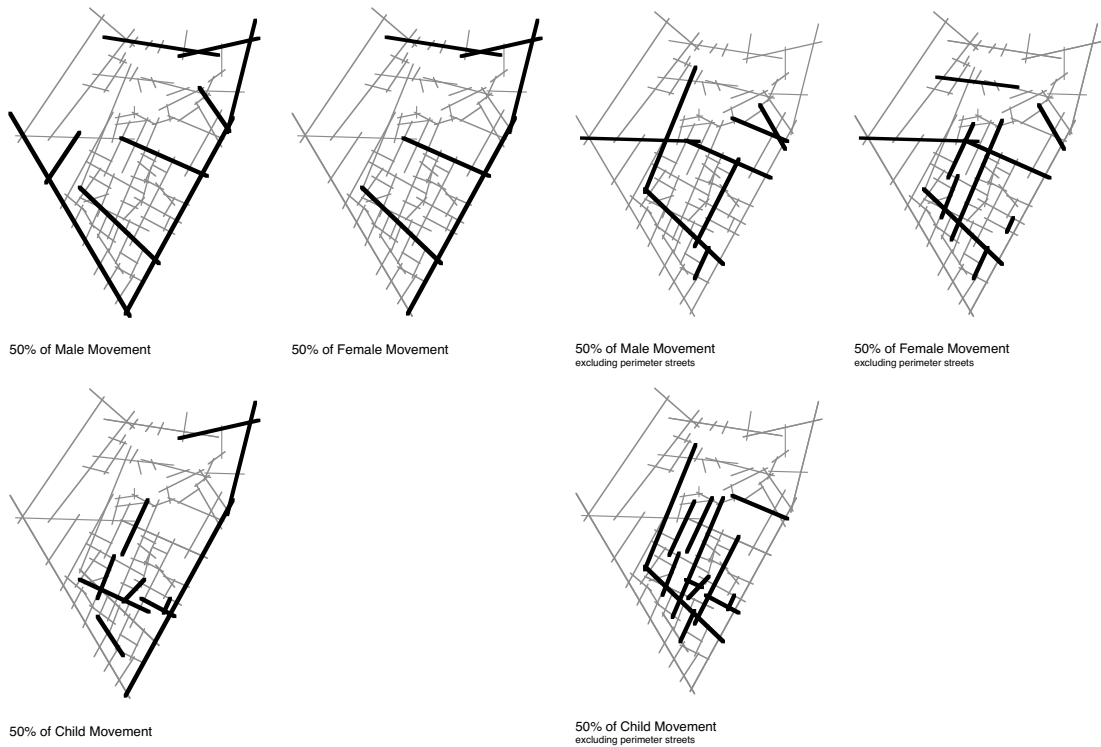 50% of Male Movement
50% of Female Movement
50% of Male Movement
excluding perimeter streets
50% of Female Movement
excluding perimeter streets
50% of Child Movement
50% of Child Movement
excluding perimeter streets